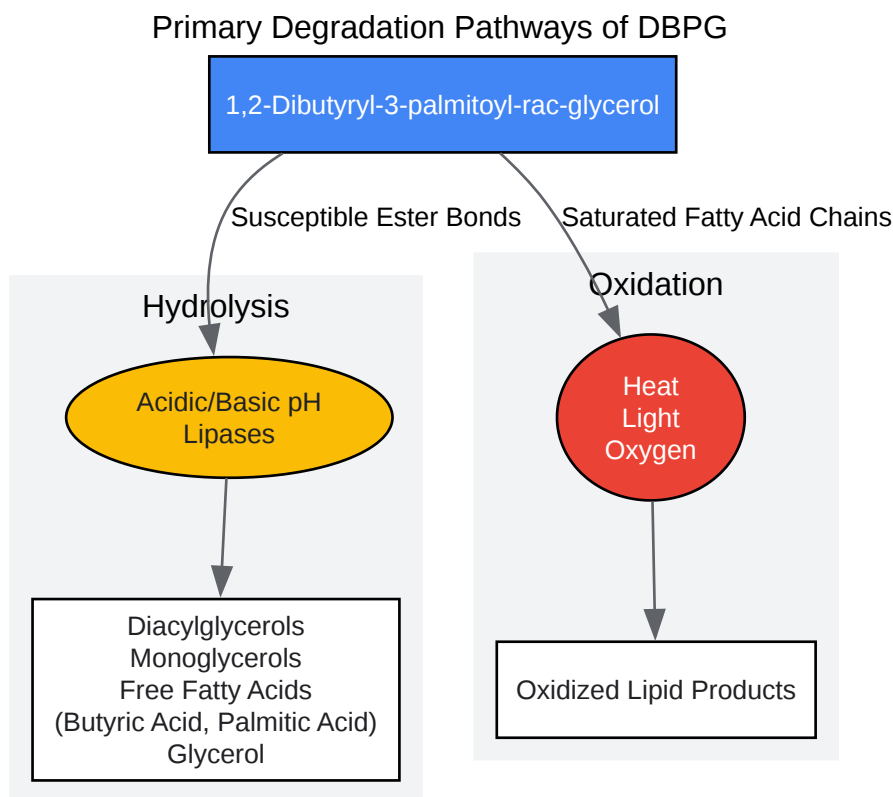 Primary Degradation Pathways of DBPG
1,2-Dibutyryl-3-palmitoyl-rac-glycerol
Susceptible Ester Bonds
Saturated Fatty Acid Chains
Hydrolysis
Acidic/Basic pH
Lipases
Diacylglycerols
Monoglycerols
Free Fatty Acids
(Butyric Acid, Palmitic Acid)
Glycerol
Oxidation
Heat
Light
Oxygen
Oxidized Lipid Products